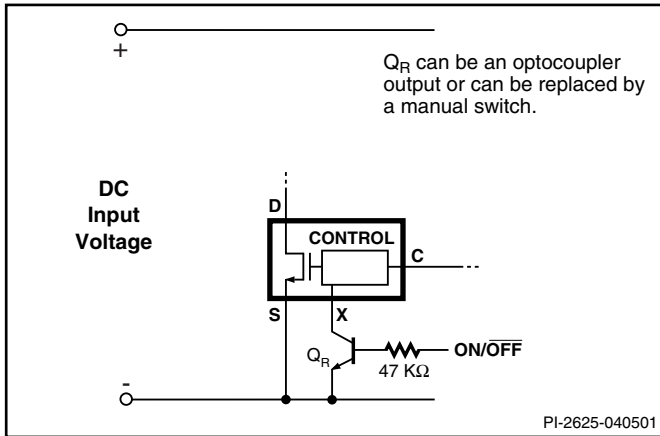 +
Q_R can be an optocoupler
output or can be replaced by
a manual switch.
DC
Input
Voltage
D
CONTROL
C
S
X
Q_R
47 KΩ
ON/O̅F̅F̅
-
PI-2625-040501